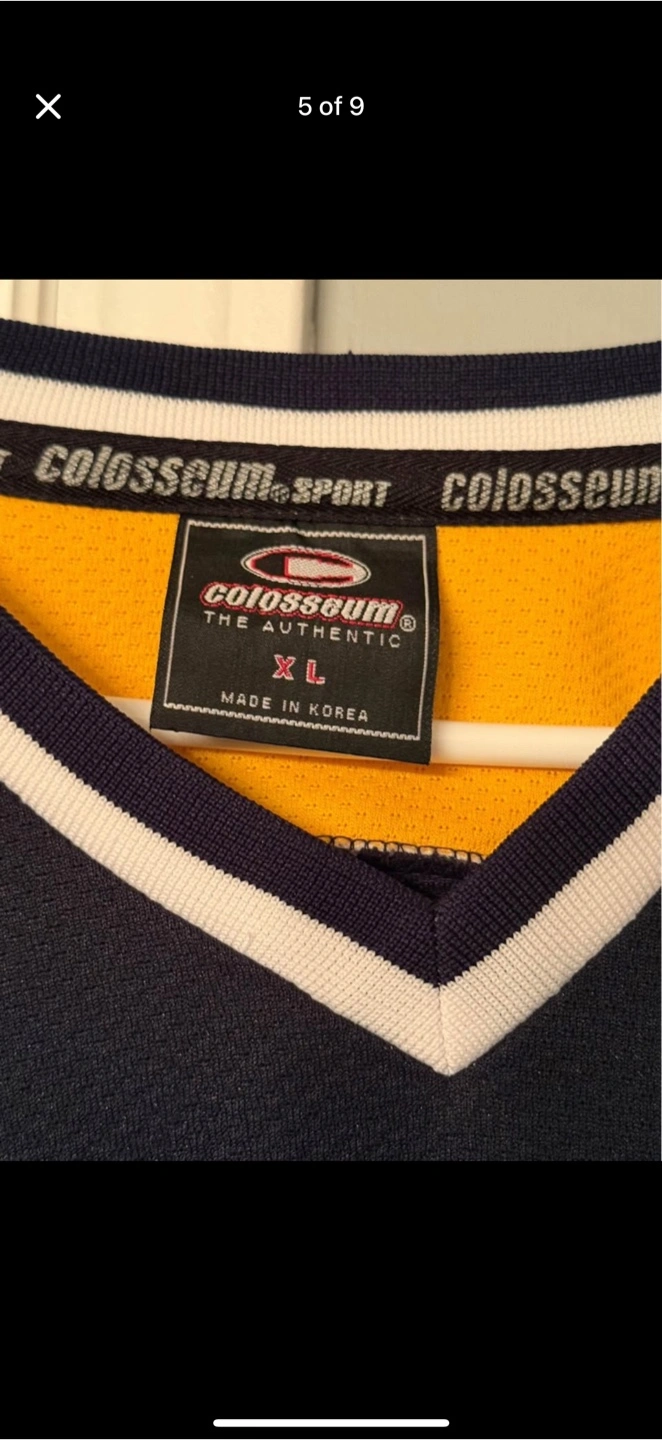 5 of 9
colosseum® SPORT colosseum
colosseum®
THE AUTHENTIC
XL
MADE IN KOREA